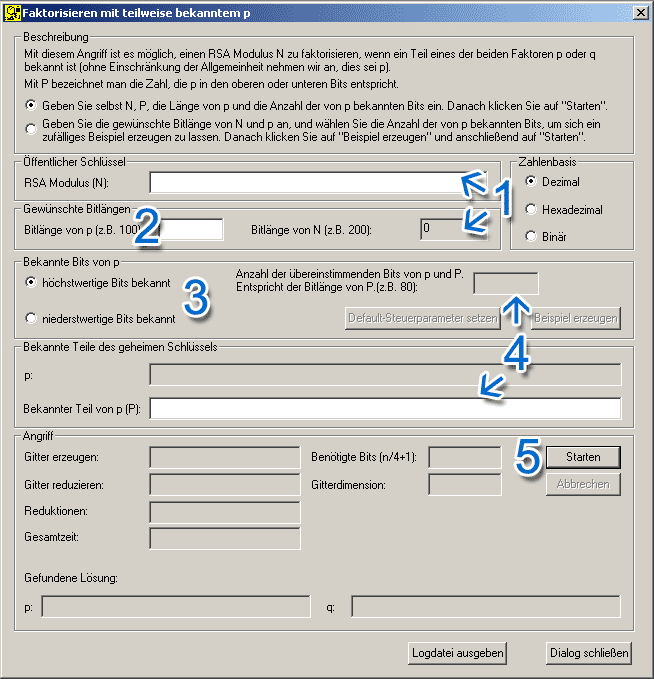 Faktorisieren mit teilweise bekanntem p
Beschreibung
Mit diesem Angriff ist es möglich, einen RSA Modulus N zu faktorisieren, wenn ein Teil eines der beiden Faktoren p oder q
bekannt ist (ohne Einschränkung der Allgemeinheit nehmen wir an, dies sei p).
Mit P bezeichnet man die Zahl, die p in den oberen oder unteren Bits entspricht.
Geben Sie selbst N, P, die Länge von p und die Anzahl der von p bekannten Bits ein. Danach klicken Sie auf "Starten".
Geben Sie die gewünschte Bitlänge von N und p an, und wählen Sie die Anzahl der von p bekannten Bits, um sich ein
zufälliges Beispiel erzeugen zu lassen. Danach klicken Sie auf "Beispiel erzeugen" und anschließend auf "Starten".
Öffentlicher Schlüssel
RSA Modulus (N):
1
Zahlenbasis
Dezimal
Hexadezimal
Binär
Gewünschte Bitlängen
Bitlänge von p (z.B. 100)
2
Bitlänge von N (z.B. 200):
0
Bekannte Bits von p
höchstwertige Bits bekannt
niederstwertige Bits bekannt
3
Anzahl der übereinstimmenden Bits von p und P.
Entspricht der Bitlänge von P.(z.B. 80):
Default-Steuerparameter setzen
Beispiel erzeugen
4
Bekannte Teile des geheimen Schlüssels
p:
Bekannter Teil von p (P):
Angriff
Gitter erzeugen:
Benötigte Bits (n/4+1):
5
Starten
Gitter reduzieren:
Gitterdimension:
Abbrechen
Reduktionen:
Gesamtzeit:
Gefundene Lösung:
p:
q:
Logdatei ausgeben
Dialog schließen